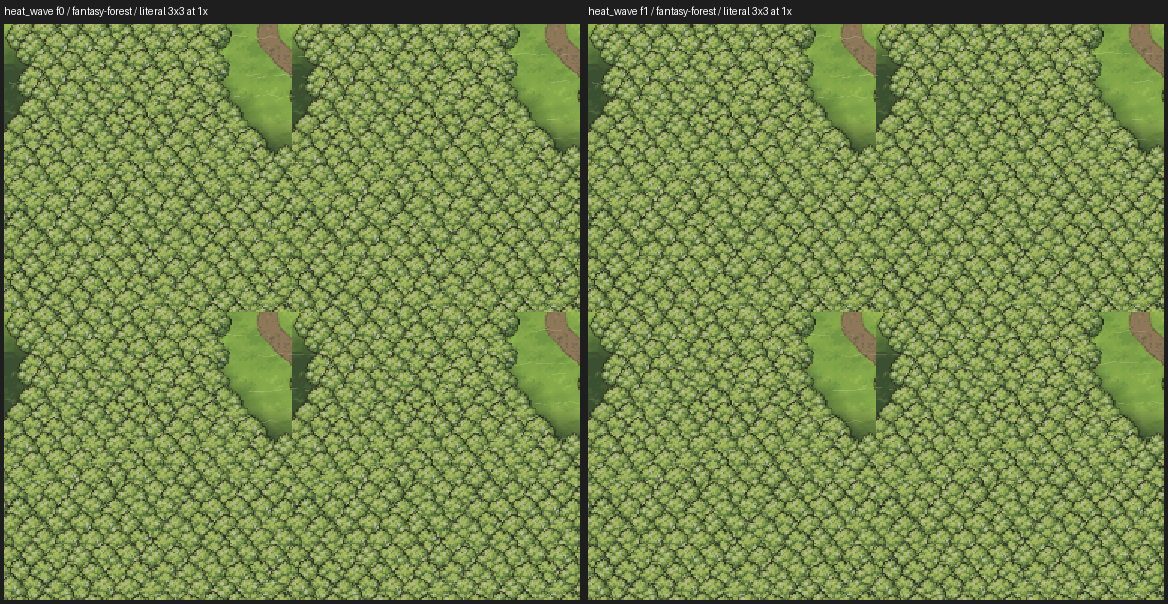 heat_wave f0 / fantasy-forest / literal 3x3 at 1x
heat_wave f1 / fantasy-forest / literal 3x3 at 1x